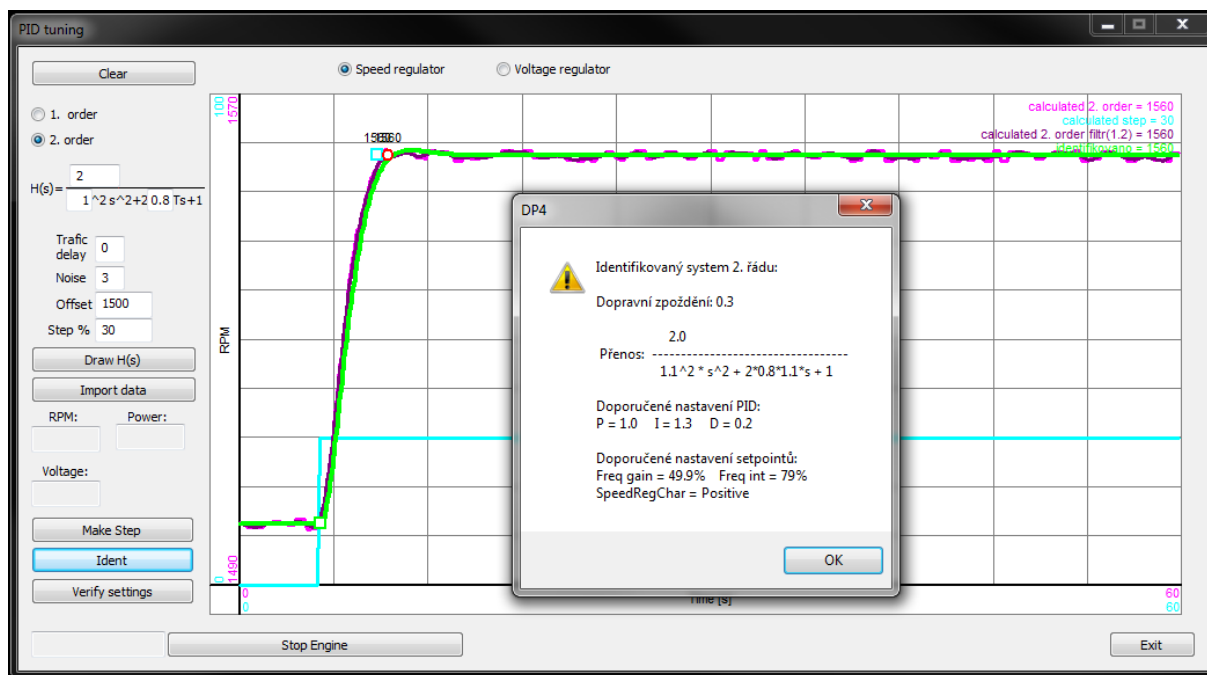 PID tuning
Clear
Speed regulator
Voltage regulator
1. order
2. order
2
H(s)=
1 ^2 s^2+2 0.8 Ts+1
Trafic delay 0
Noise 3
Offset 1500
Step % 30
Draw H(s)
Import data
RPM:
Power:
Voltage:
Make Step
Ident
Verify settings
Stop Engine
Exit
100
1570
RPM
0
1490
0
0
Time [s]
60
60
1560
calculated 2. order = 1560
calculated step = 30
calculated 2. order filtr(1.2) = 1560
identifikovano = 1560
DP4
Identifikovaný system 2. řádu:
Dopravní zpoždění: 0.3
2.0
Přenos: -----------------------------------
1.1^2 * s^2 + 2*0.8*1.1*s + 1
Doporučené nastavení PID:
P = 1.0 I = 1.3 D = 0.2
Doporučené nastavení setpointů:
Freq gain = 49.9% Freq int = 79%
SpeedRegChar = Positive
OK